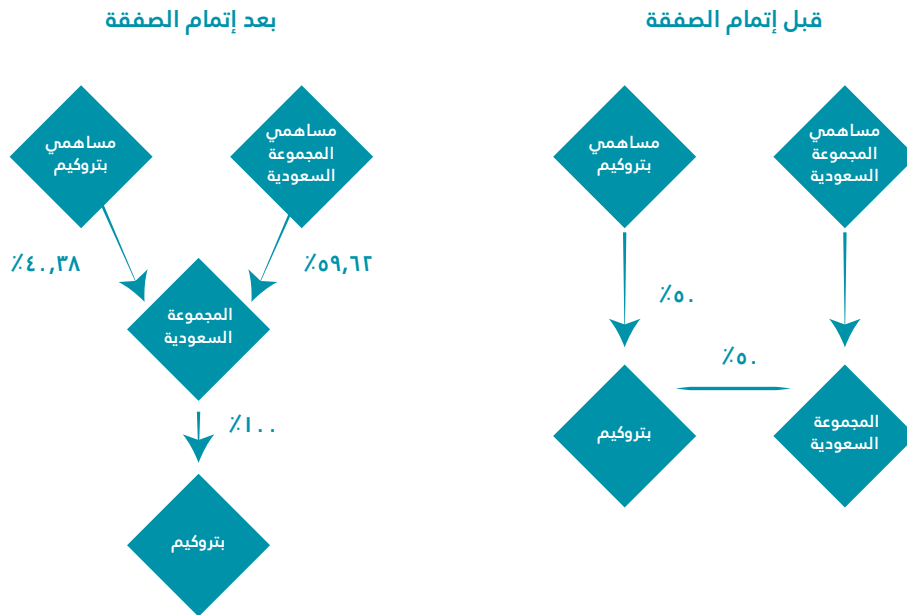 قبل إتمام الصفقة
مساهمي
المجموعة
السعودية
مساهمي
بتروكيم
٪٥٠
٪٥٠
المجموعة
السعودية
بتروكيم
بعد إتمام الصفقة
مساهمي
المجموعة
السعودية
مساهمي
بتروكيم
٪٥٩,٦٢
٪٤٠,٣٨
المجموعة
السعودية
٪١٠٠
بتروكيم